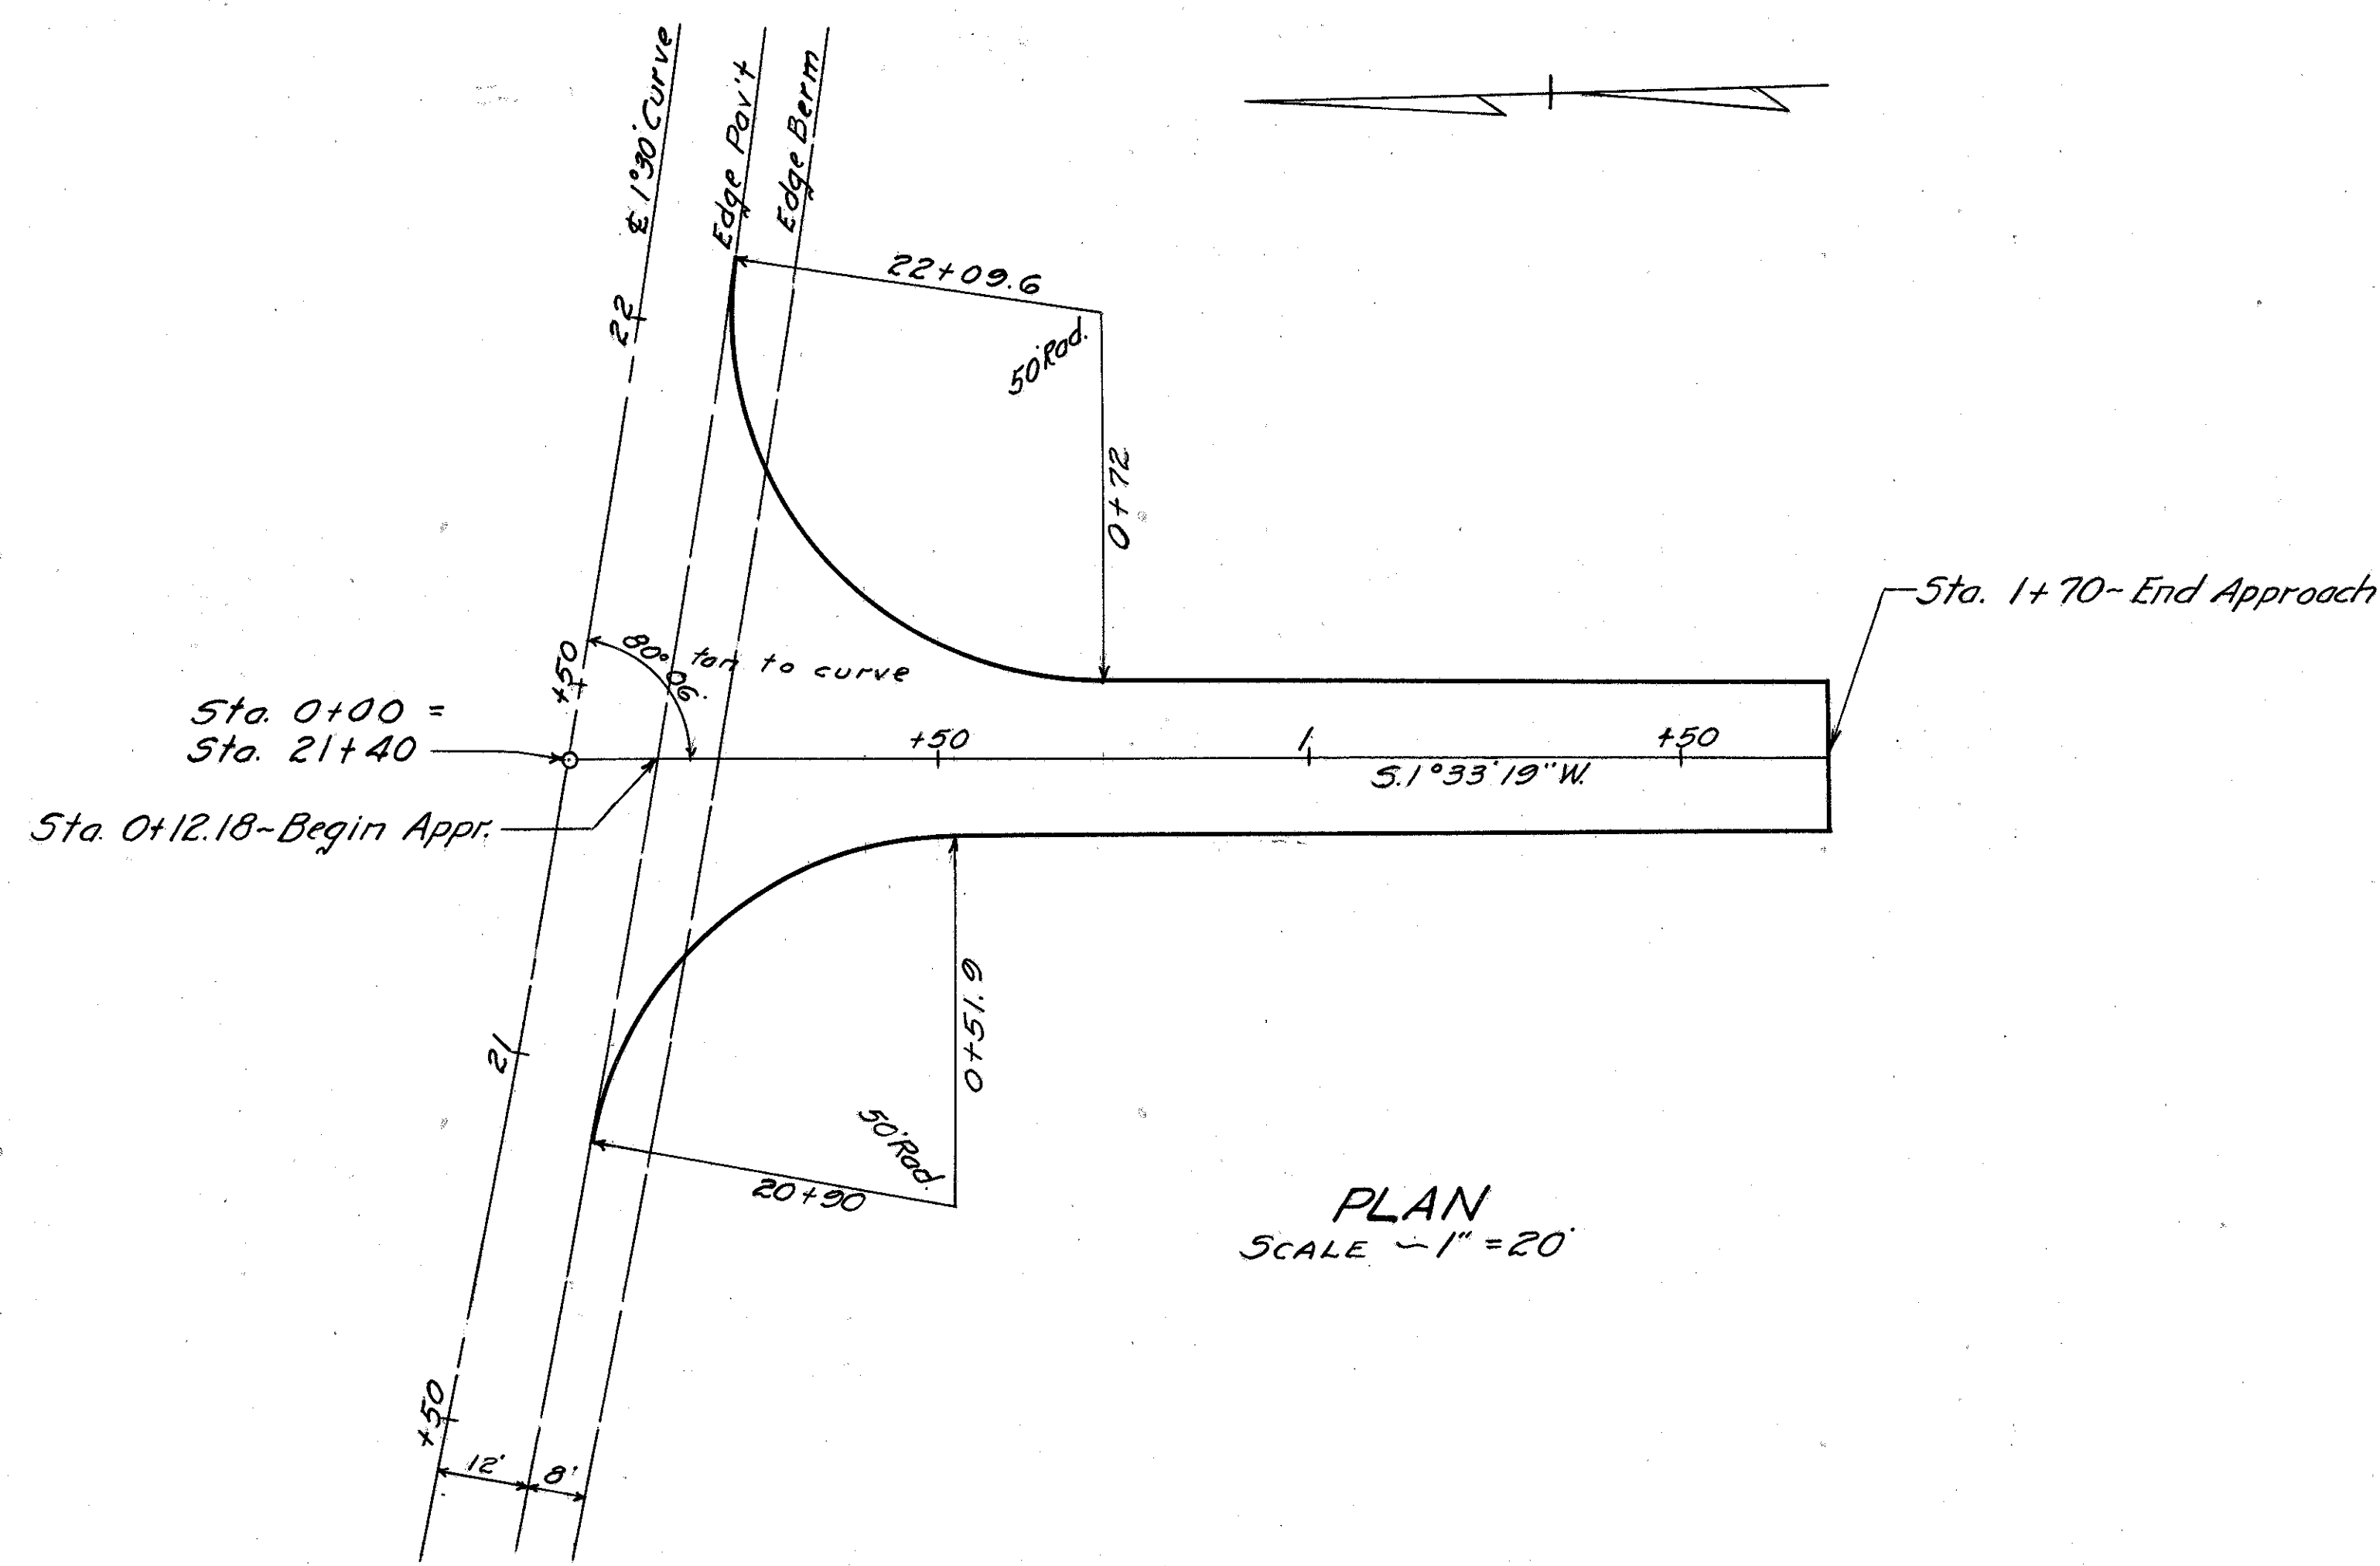 ℄ 1°30' Curve
Edge Pav't
Edge Berm
22+09.6
22
50' Rad.
0+72
Sta. 1+70~End Approach
80° 06'
tan to curve
+50
Sta. 0+00 =
Sta. 21+40
+50
1
+50
S.1°33'19"W.
Sta. 0+12.18~Begin Appr.
0+51.9
21
50' Rad.
20+90
PLAN
SCALE ~ 1" = 20'
+50
12'
8'